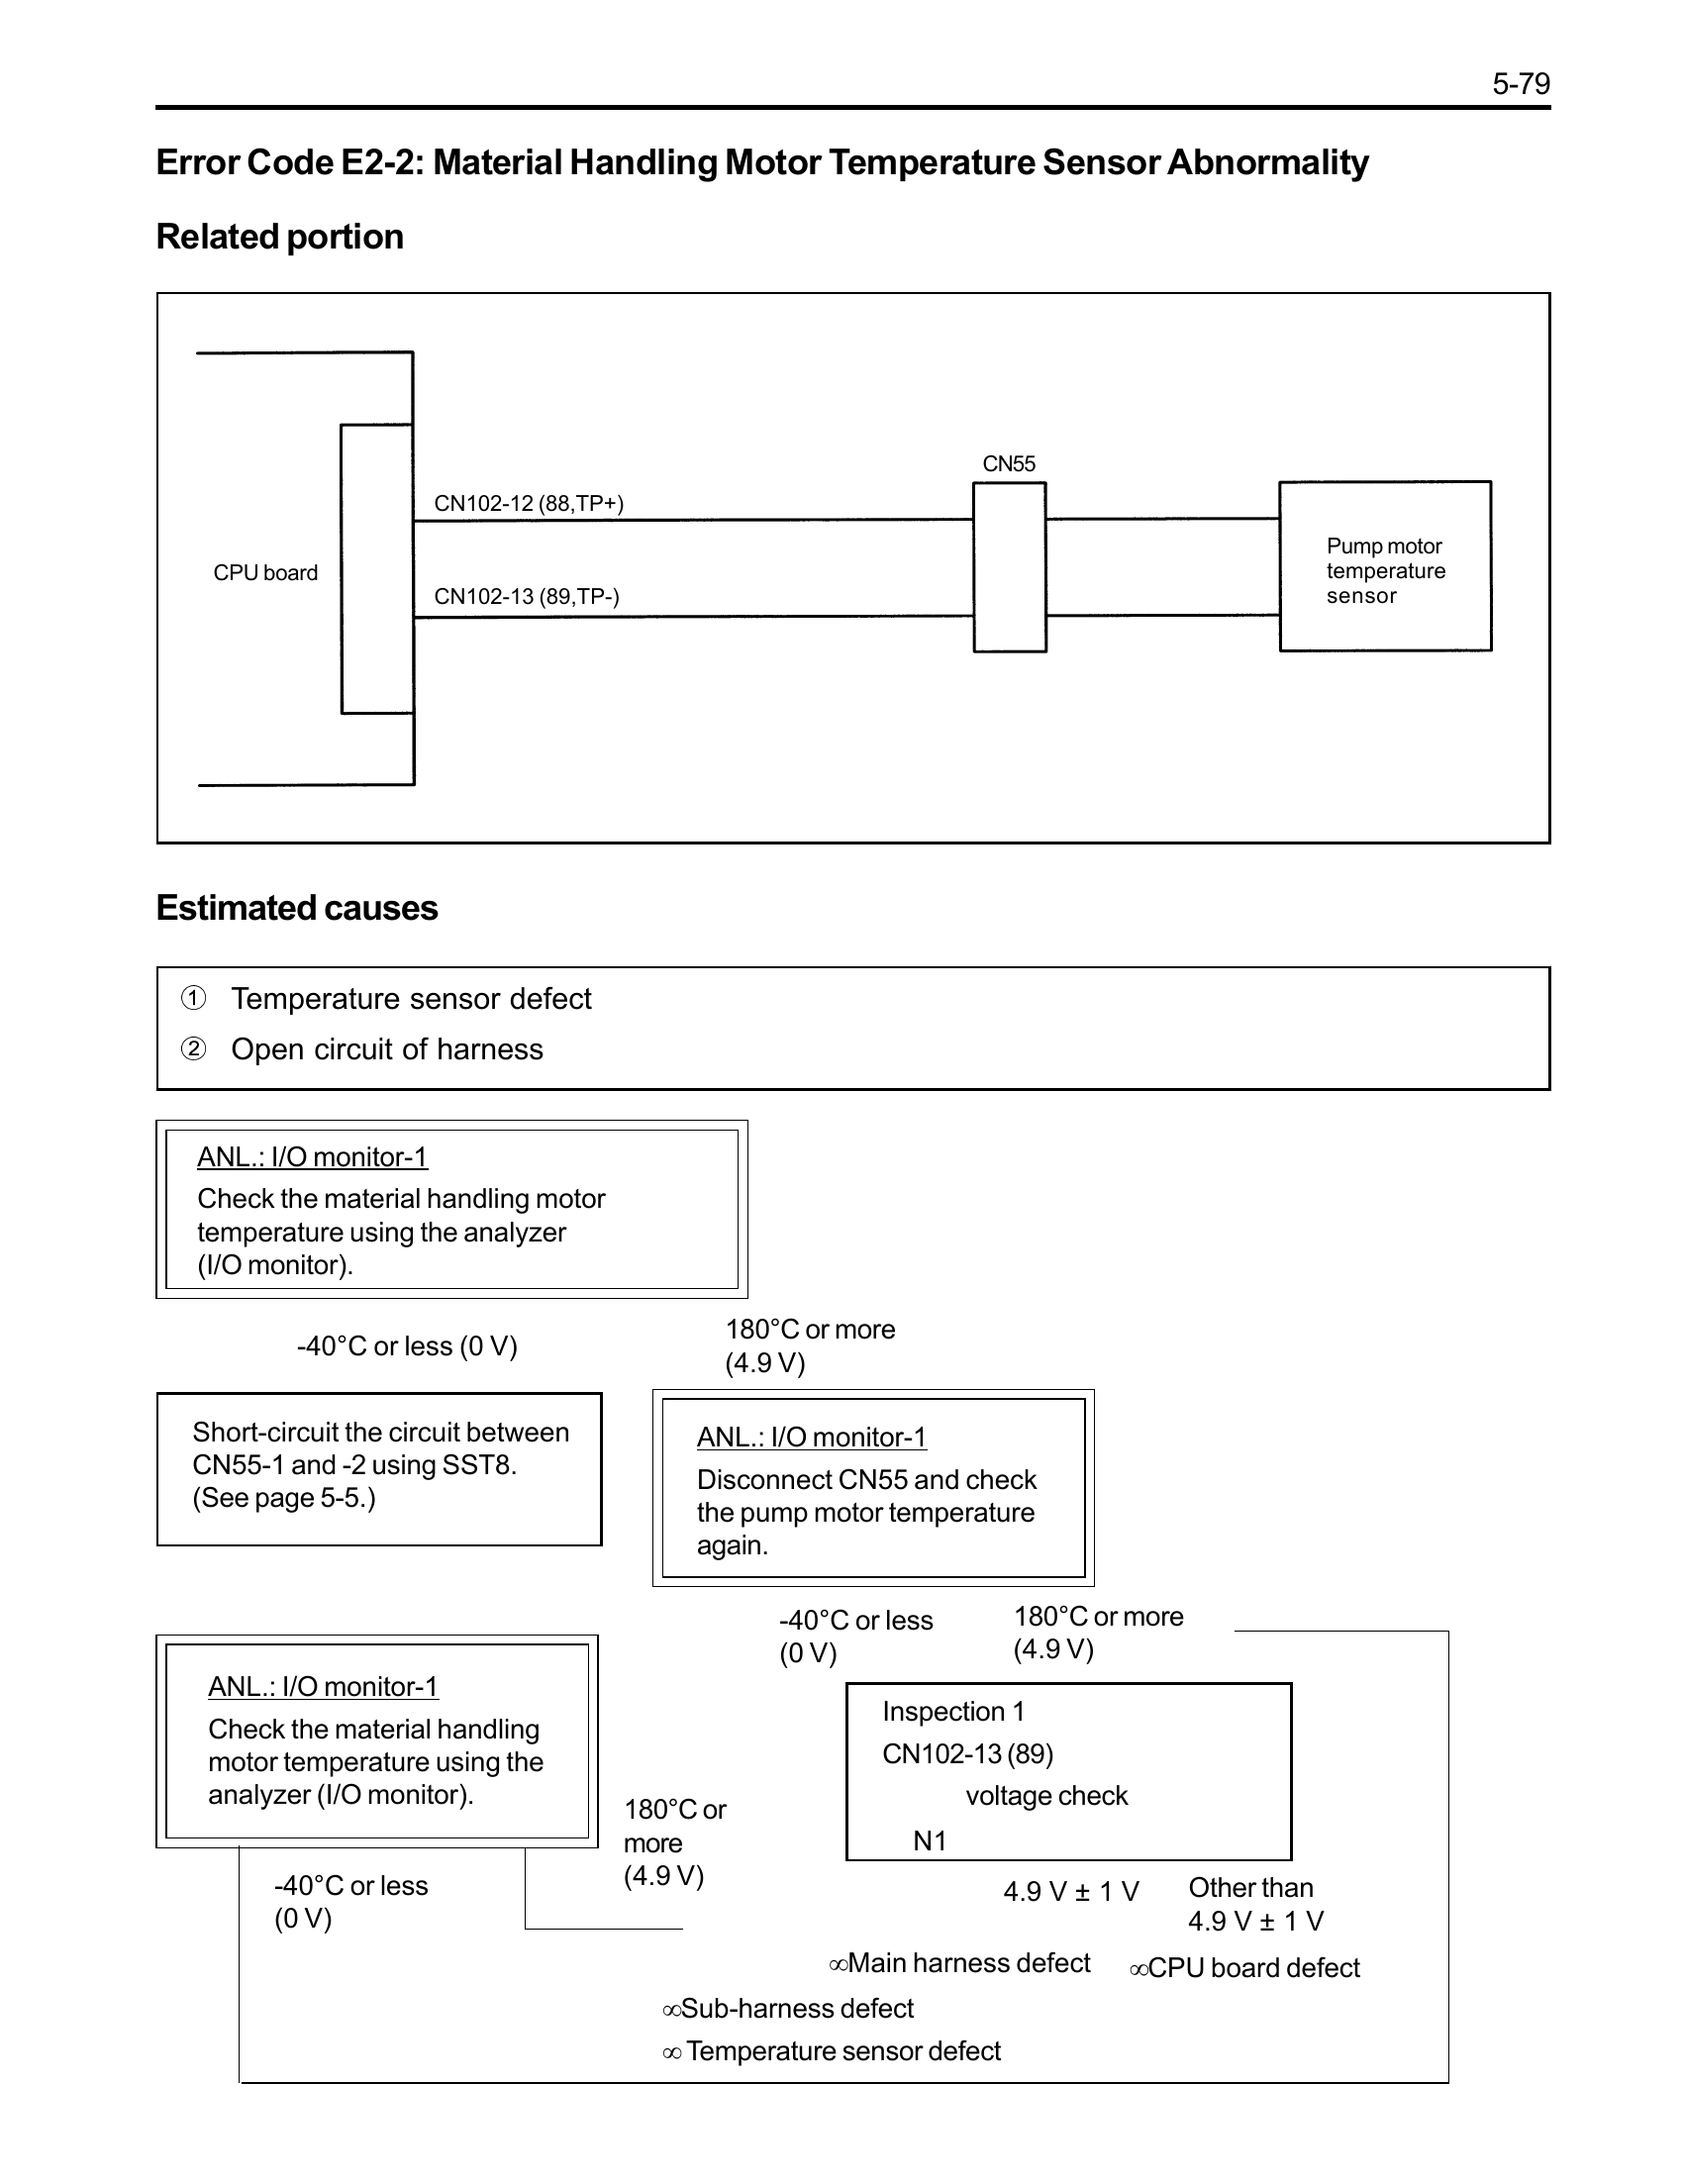 5-79
Error Code E2-2: Material Handling Motor Temperature Sensor Abnormality
Related portion
CN55
CN102-12 (88,TP+)
CPU board
CN102-13 (89,TP-)
Pump motor
temperature
sensor
Estimated causes
① Temperature sensor defect
② Open circuit of harness
ANL.: I/O monitor-1
Check the material handling motor
temperature using the analyzer
(I/O monitor).
-40°C or less (0 V)
180°C or more
(4.9 V)
Short-circuit the circuit between
CN55-1 and -2 using SST8.
(See page 5-5.)
ANL.: I/O monitor-1
Disconnect CN55 and check
the pump motor temperature
again.
-40°C or less
(0 V)
180°C or more
(4.9 V)
ANL.: I/O monitor-1
Check the material handling
motor temperature using the
analyzer (I/O monitor).
180°C or
more
(4.9 V)
-40°C or less
(0 V)
Inspection 1
CN102-13 (89)
voltage check
N1
4.9 V ± 1 V
Other than
4.9 V ± 1 V
∞Main harness defect
∞CPU board defect
∞Sub-harness defect
∞ Temperature sensor defect